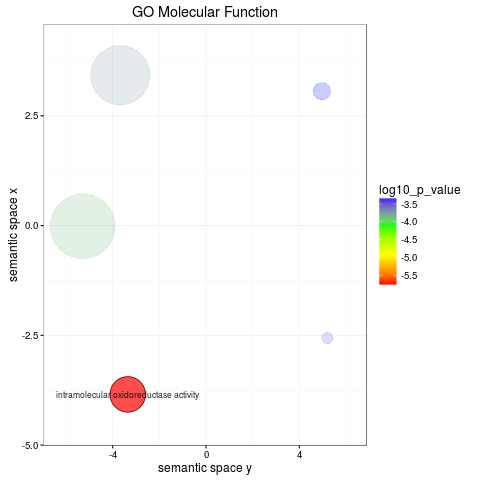 GO Molecular Function
semantic space x
2.5
0.0
-2.5
-5.0
intramolecular oxidoreductase activity
-4
0
4
semantic space y
log10_p_value
-3.5
-4.0
-4.5
-5.0
-5.5